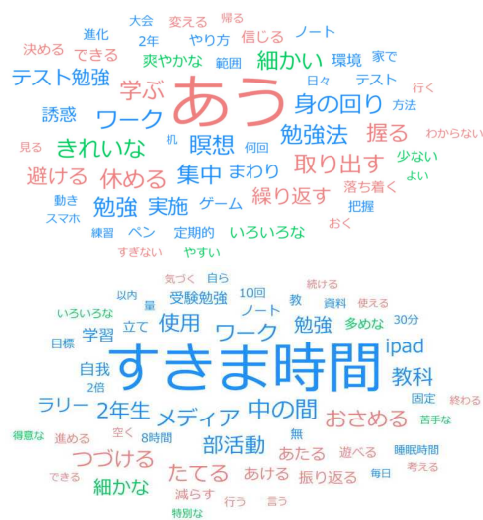 大会 変える 帰る
進化 2年 やり方 信じる ノート
決める できる 爽やかな 範囲 細かい 環境 家で
テスト勉強 学ぶ あう 日々 テスト 行く
誘惑 ワーク 身の回り 方法
見る きれいな 机 瞑想 何回 勉強法 握る わからない
避ける 休める 集中 まわり 取り出す 少ない よい
動き 勉強 実施 ゲーム 繰り返す 落ち着く 把握
スマホ 練習 ペン 定期的 いろいろな おく
すぎない やすい
気づく 自ら 続ける
以内 量 受験勉強 10回 教 資料 使える
いろいろな 立て 使用 ノート 勉強 多めな 30分
目標 学習 ワーク ipad
自我 すきま時間 教科
2倍 固定 終わる
ラリー 2年生 メディア 中の間 おさめる 苦手な
得意な 進める 空く 8時間 部活動 無 睡眠時間
つづける あたる 遊べる 考える
できる 細かな たてる あける 振り返る 毎日
減らす 行う 言う
特別な